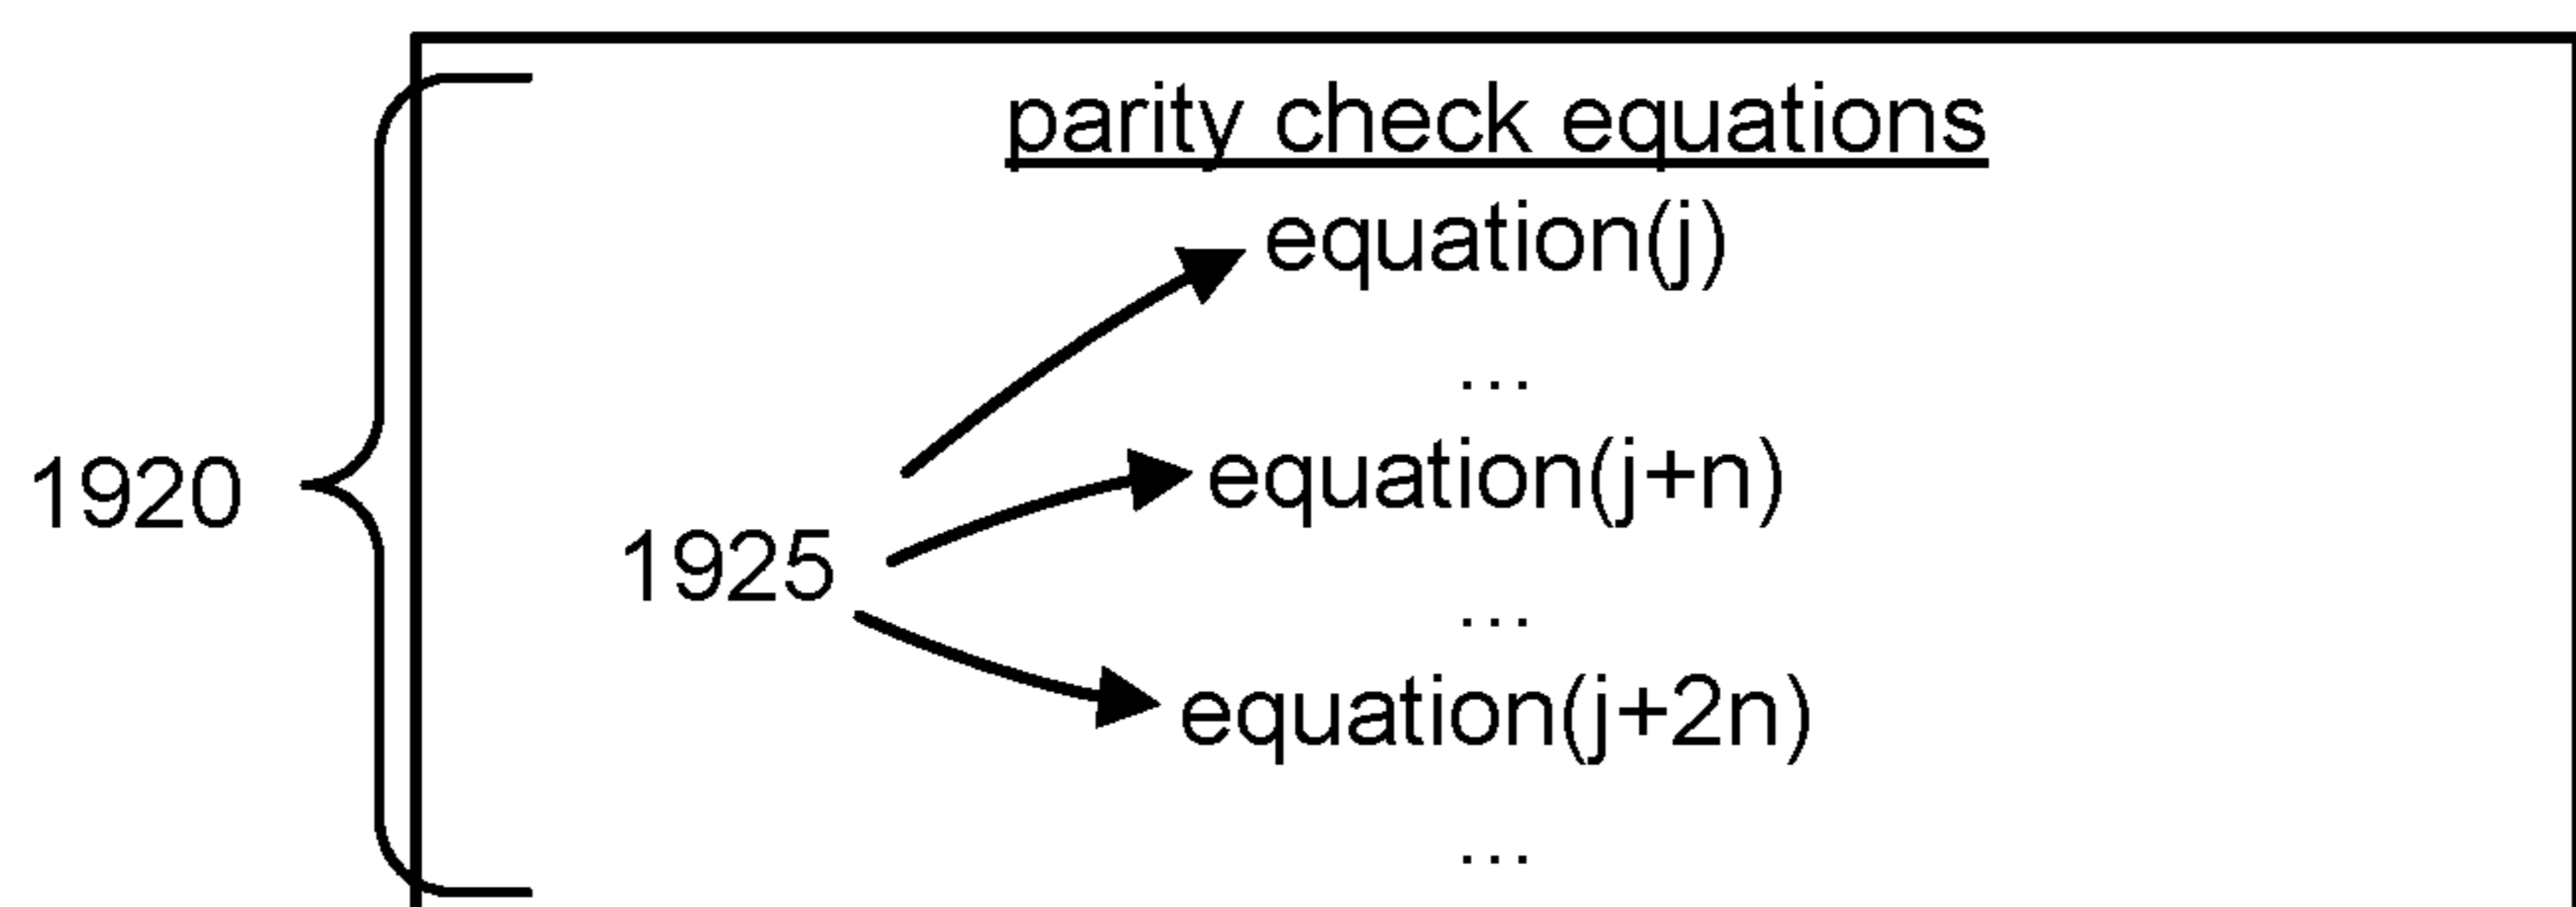 parity check equations
equation(j)
...
equation(j+n)
1920
1925
...
equation(j+2n)
...